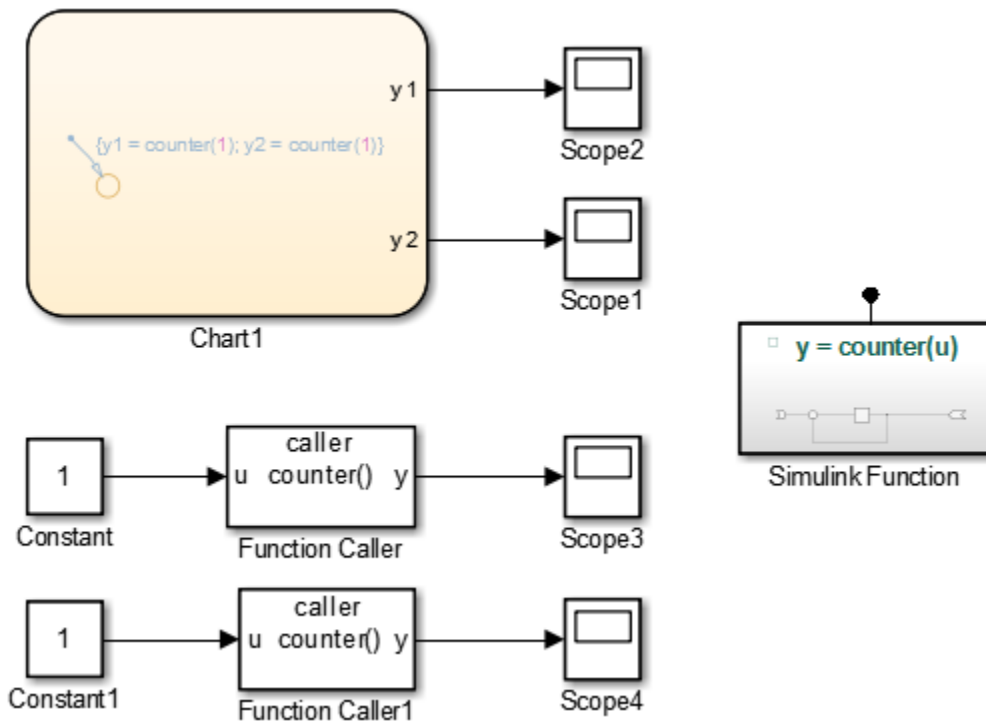 y1
{y1 = counter(1); y2 = counter(1)}
Scope2
y2
Scope1
Chart1
y = counter(u)
Simulink Function
1
Constant
caller
u counter() y
Function Caller
Scope3
1
Constant1
caller
u counter() y
Function Caller1
Scope4